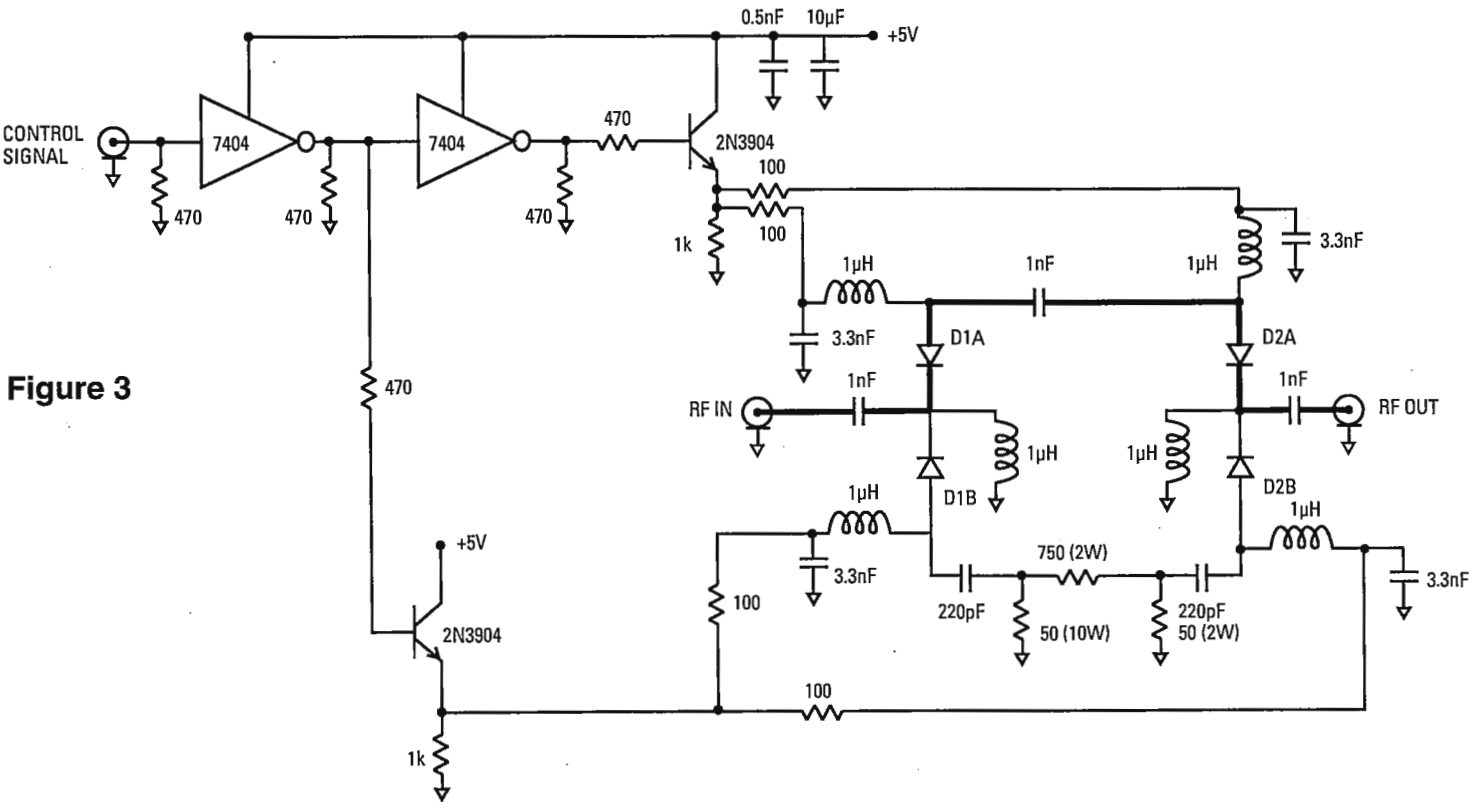 0.5nF 10µF
+5V
CONTROL
SIGNAL
7404
7404
470
2N3904
100
470
470
470
100
1k
3.3nF
1µH
1nF
1µH
3.3nF
D1A
D2A
Figure 3
470
1nF
1nF
RF IN
RF OUT
1µH
1µH
D1B
D2B
1µH
1µH
+5V
750 (2W)
3.3nF
3.3nF
100
220pF
220pF
2N3904
50 (10W)
50 (2W)
100
1k